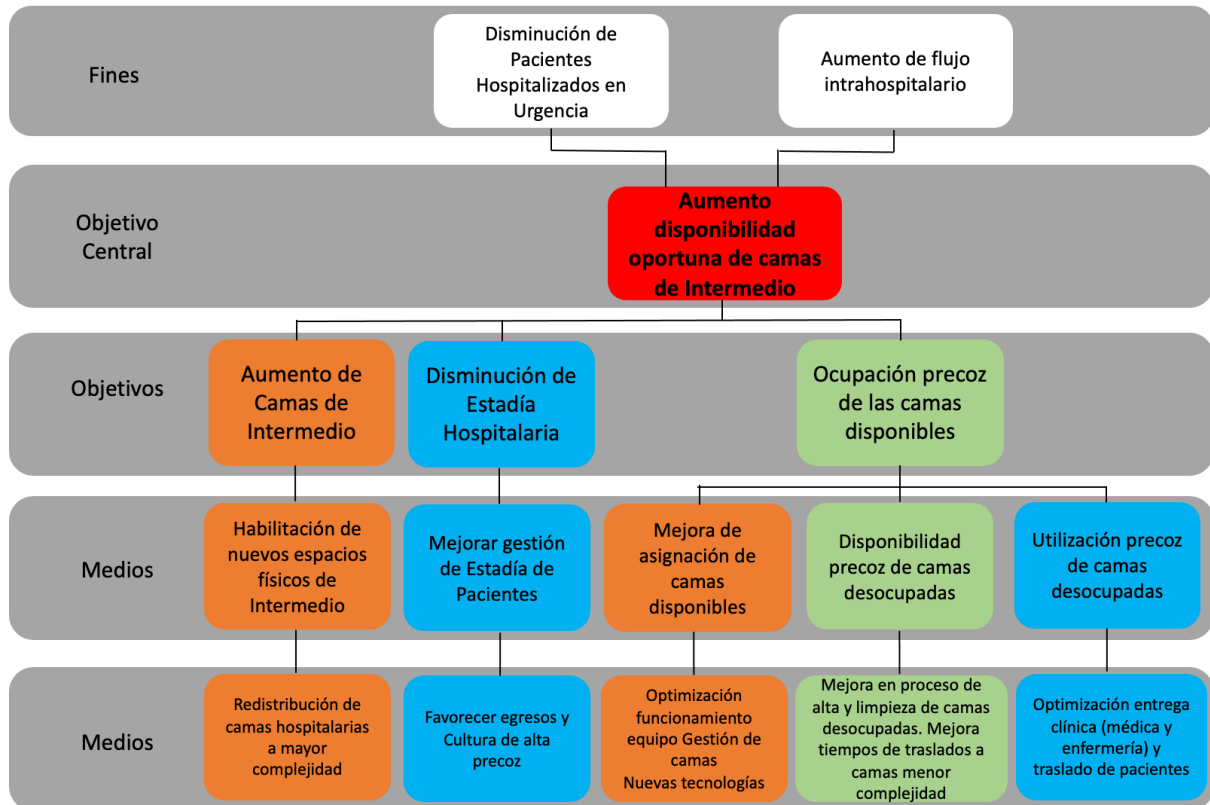 Fines
Disminución de
Pacientes
Hospitalizados en
Urgencia
Aumento de flujo
intrahospitalario
Objetivo
Central
Aumento
disponibilidad
oportuna de camas
de Intermedio
Objetivos
Aumento de
Camas de
Intermedio
Disminución de
Estadía
Hospitalaria
Ocupación precoz
de las camas
disponibles
Medios
Habilitación de
nuevos espacios
físicos de
Intermedio
Mejorar gestión
de Estadía de
Pacientes
Mejora de
asignación de
camas
disponibles
Disponibilidad
precoz de camas
desocupadas
Utilización precoz
de camas
desocupadas
Medios
Redistribución de
camas hospitalarias
a mayor
complejidad
Favorecer egresos y
Cultura de alta
precoz
Optimización
funcionamiento
equipo Gestión de
camas
Nuevas tecnologías
Mejora en proceso de
alta y limpieza de camas
desocupadas. Mejora
tiempos de traslados a
camas menor
complejidad
Optimización entrega
clínica (médica y
enfermería) y
traslado de pacientes